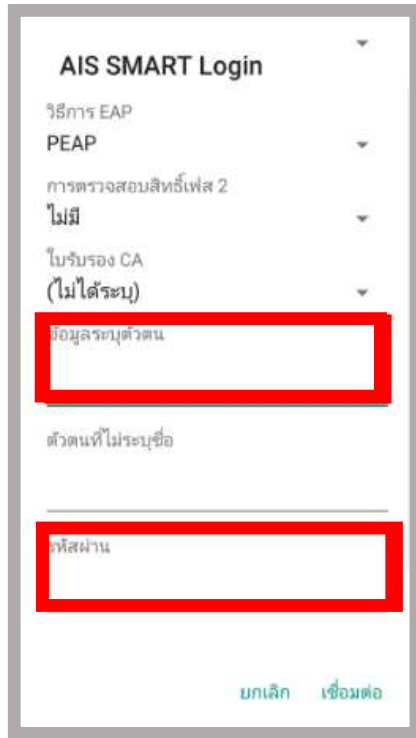 AIS SMART Login
วิธีการ EAP
PEAP
การตรวจสอบสิทธิ์เฟส 2
ไม่มี
ใบรับรอง CA
(ไม่ได้ระบุ)
ข้อมูลระบุตัวตน
ตัวตนที่ไม่ระบุชื่อ
รหัสผ่าน
ยกเลิก เชื่อมต่อ